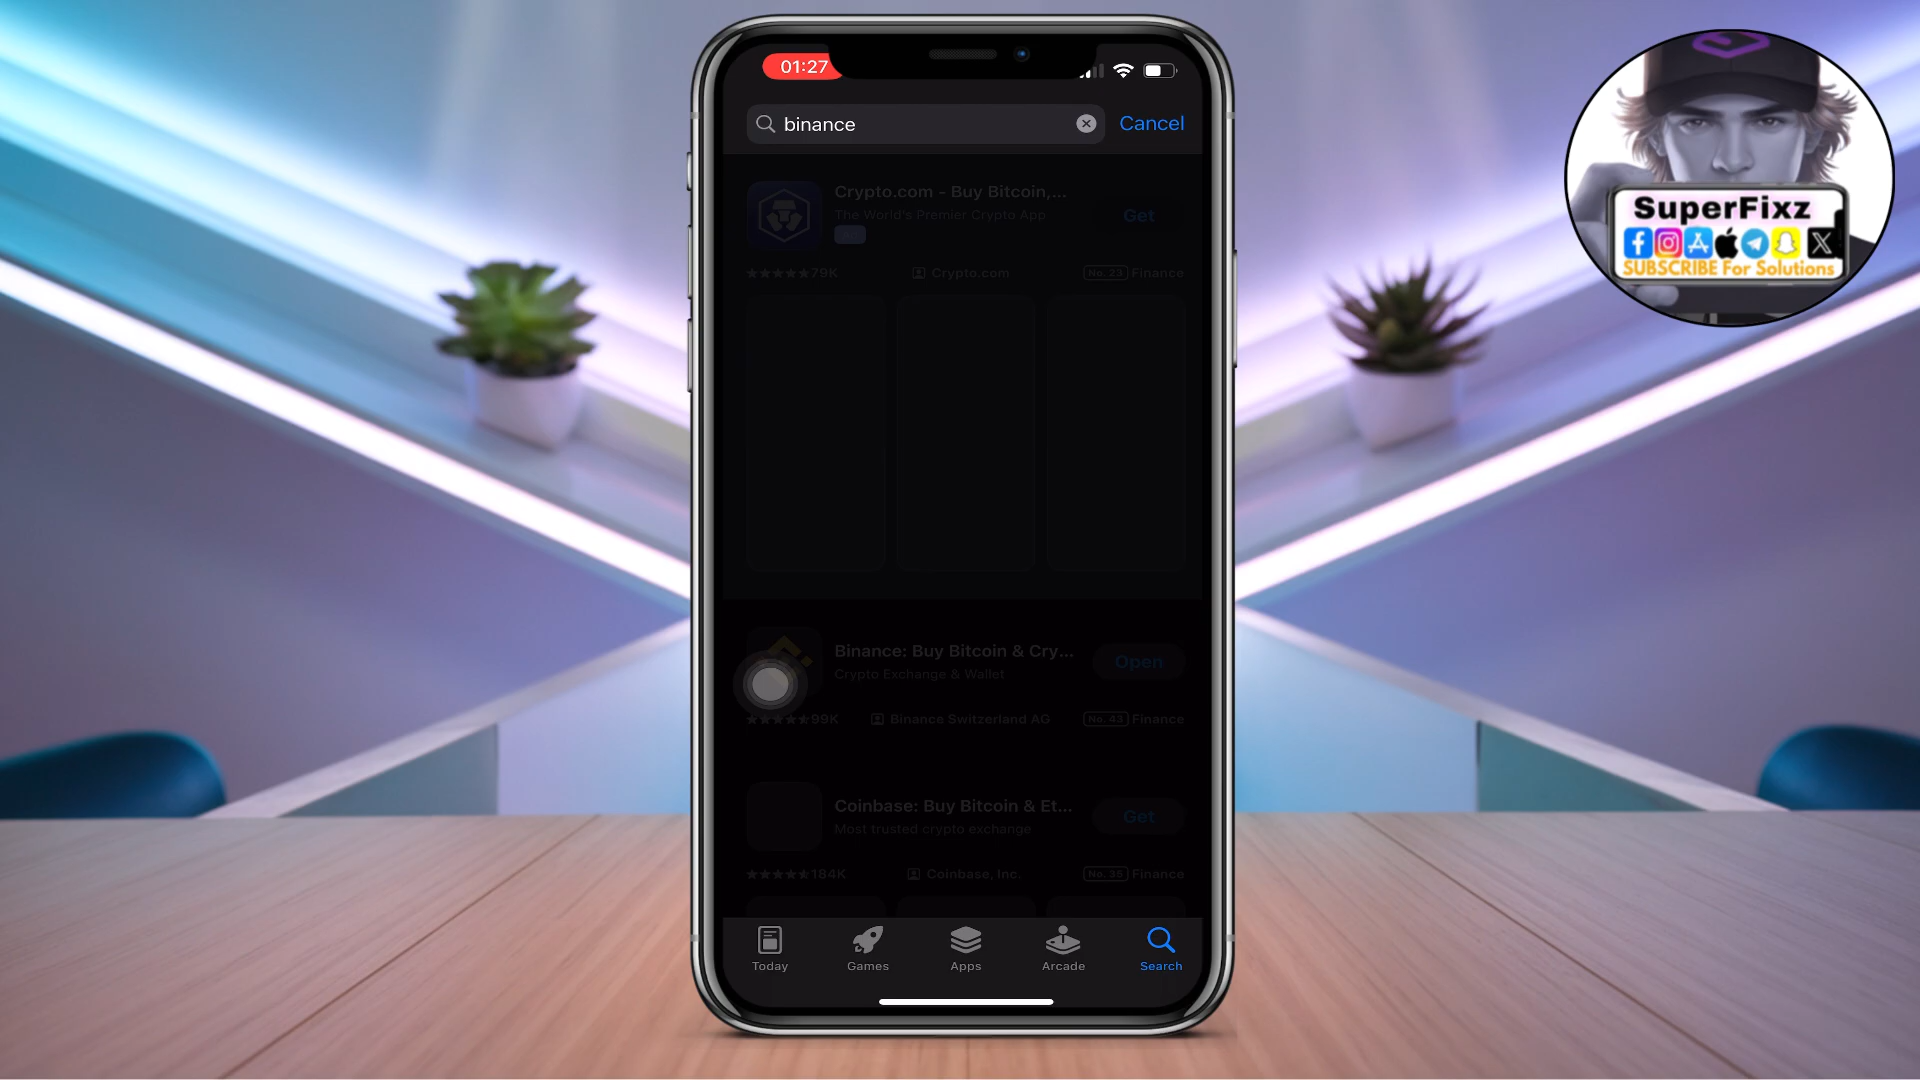 01:27
binance
Cancel
Crypto.com - Buy Bitcoin,...
The World's Premier Crypto App
Get
79K
Crypto.com
No. 23 Finance
Binance: Buy Bitcoin & Cry...
Crypto Exchange & Wallet
Open
99K
Binance Switzerland AG
No. 43 Finance
Coinbase: Buy Bitcoin & Et...
Most trusted crypto exchange
Get
184K
Coinbase, Inc.
No. 36 Finance
Today
Games
Apps
Arcade
Search
SuperFixz
SUBSCRIBE For Solutions